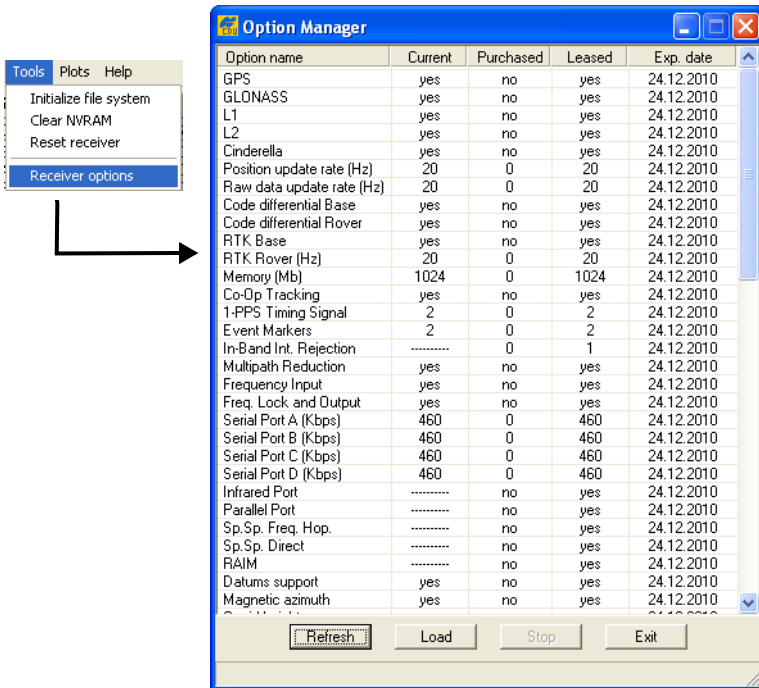 Tools Plots Help
Initialize file system
Clear NVRAM
Reset receiver
Receiver options
CDU Option Manager
Option name Current Purchased Leased Exp. date
GPS yes no yes 24.12.2010
GLONASS yes no yes 24.12.2010
L1 yes no yes 24.12.2010
L2 yes no yes 24.12.2010
Cinderella yes no yes 24.12.2010
Position update rate (Hz) 20 0 20 24.12.2010
Raw data update rate (Hz) 20 0 20 24.12.2010
Code differential Base yes no yes 24.12.2010
Code differential Rover yes no yes 24.12.2010
RTK Base yes no yes 24.12.2010
RTK Rover (Hz) 20 0 20 24.12.2010
Memory (Mb) 1024 0 1024 24.12.2010
Co-Op Tracking yes no yes 24.12.2010
1-PPS Timing Signal 2 0 2 24.12.2010
Event Markers 2 0 2 24.12.2010
In-Band Int. Rejection --------- 0 1 24.12.2010
Multipath Reduction yes no yes 24.12.2010
Frequency Input yes no yes 24.12.2010
Freq. Lock and Output yes no yes 24.12.2010
Serial Port A (Kbps) 460 0 460 24.12.2010
Serial Port B (Kbps) 460 0 460 24.12.2010
Serial Port C (Kbps) 460 0 460 24.12.2010
Serial Port D (Kbps) 460 0 460 24.12.2010
Infrared Port --------- no yes 24.12.2010
Parallel Port --------- no yes 24.12.2010
Sp.Sp. Freq. Hop. --------- no yes 24.12.2010
Sp.Sp. Direct --------- no yes 24.12.2010
RAIM --------- no yes 24.12.2010
Datums support yes no yes 24.12.2010
Magnetic azimuth yes no yes 24.12.2010
Refresh Load Stop Exit